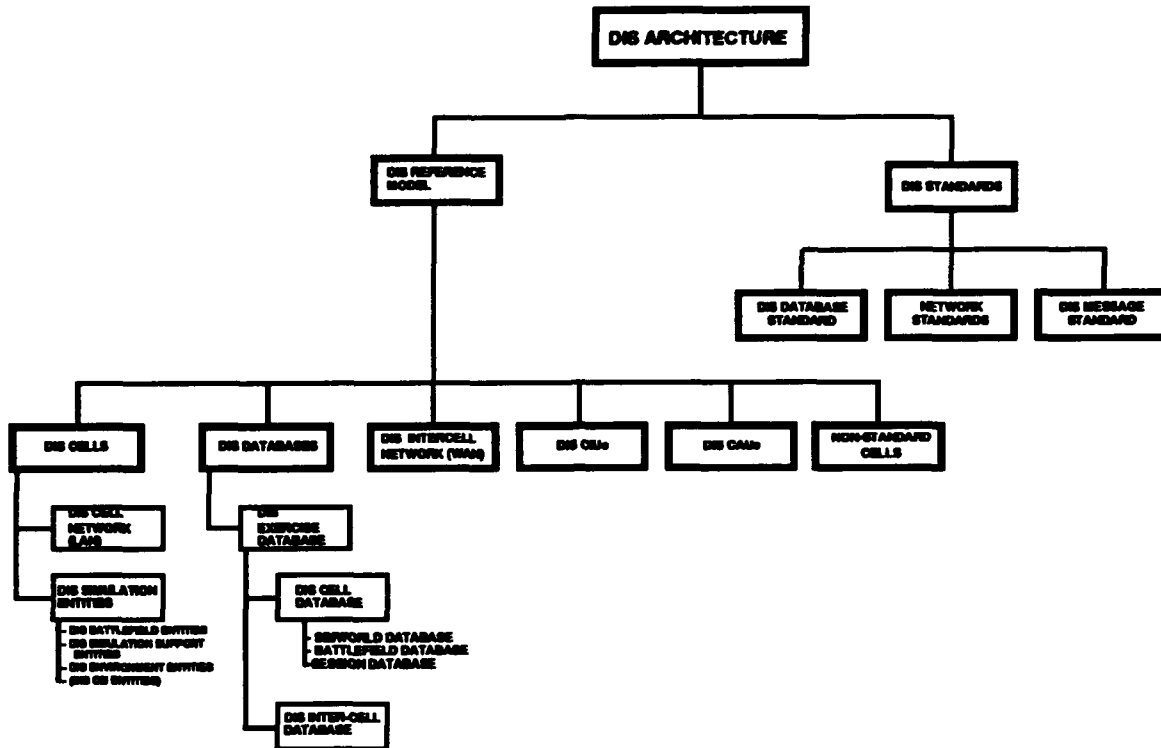 DIS ARCHITECTURE
DIS REFERENCE
MODEL
DIS STANDARDS
DIS DATABASE
STANDARD
NETWORK
STANDARDS
DIS MESSAGE
STANDARD
DIS CELLS
DIS DATABASES
DIS INTERCELL
NETWORK (WAN)
DIS CIUs
DIS CAUs
NON-STANDARD
CELLS
DIS CELL
NETWORK
(LAN)
DIS
EXERCISE
DATABASE
DIS SIMULATION
ENTITIES
DIS CELL
DATABASE
- DIS BATTLEFIELD ENTITIES
- DIS SIMULATION SUPPORT
ENTITIES
- DIS ENVIRONMENT ENTITIES
- (DIS ENTITIES)
- SIMWORLD DATABASE
- BATTLEFIELD DATABASE
- SESSION DATABASE
DIS INTER-CELL
DATABASE